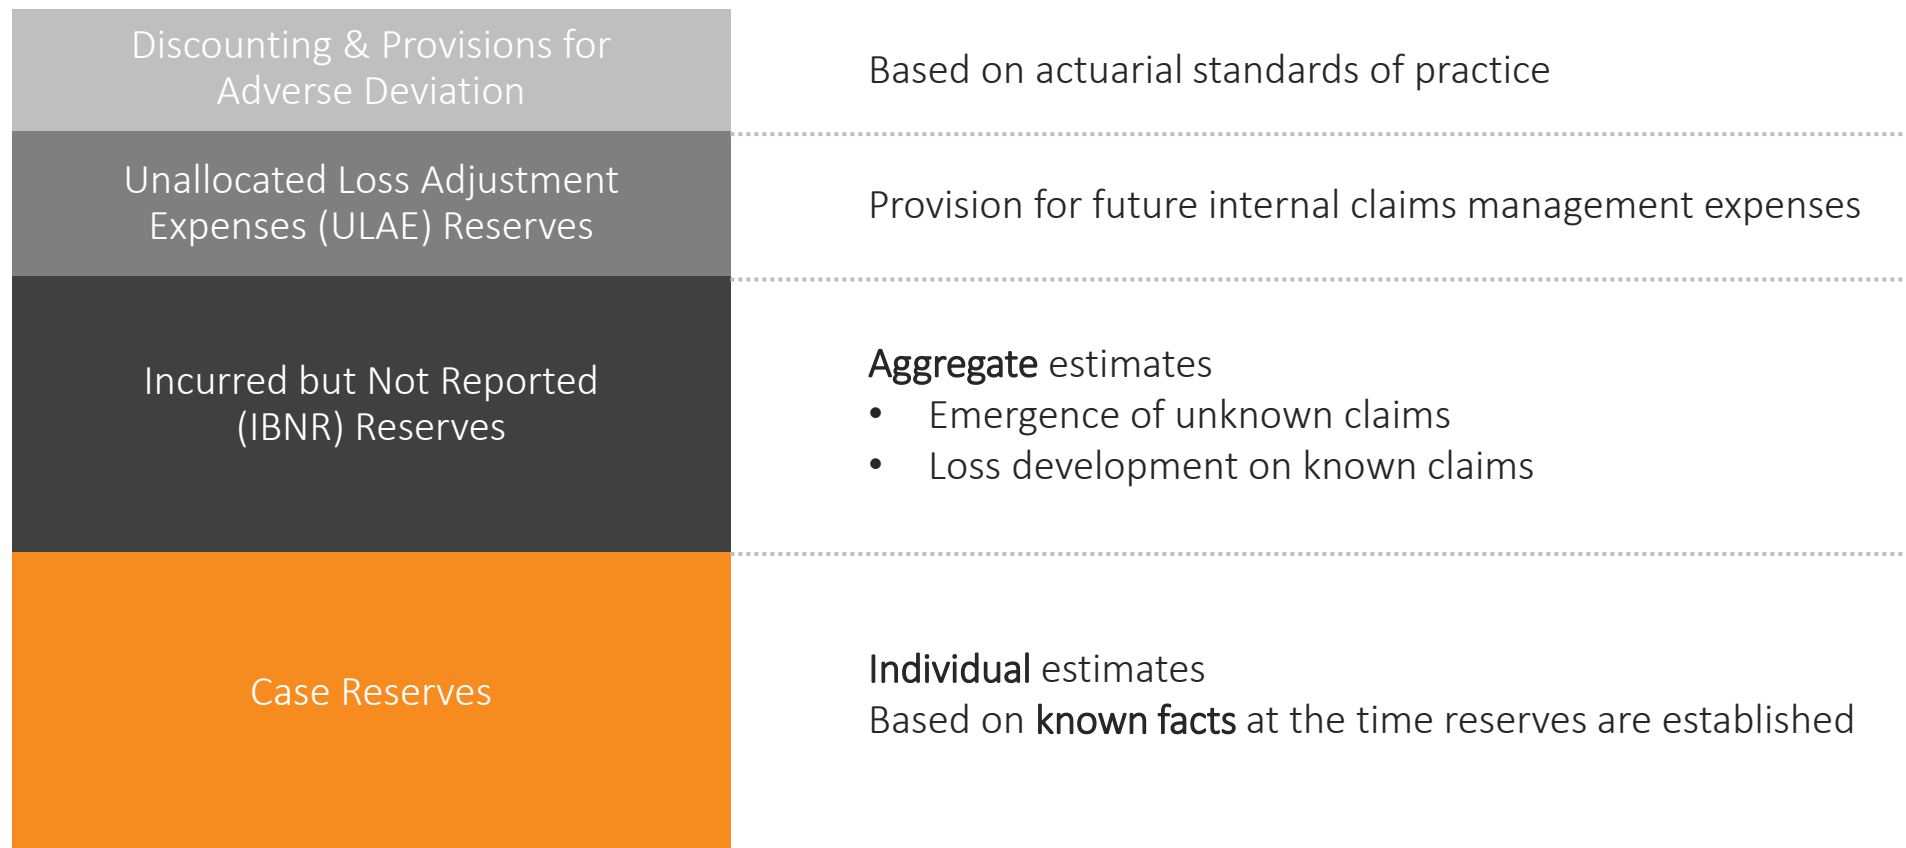 Discounting & Provisions for
Adverse Deviation
Based on actuarial standards of practice
Unallocated Loss Adjustment
Expenses (ULAE) Reserves
Provision for future internal claims management expenses
Incurred but Not Reported
(IBNR) Reserves
Aggregate estimates
• Emergence of unknown claims
• Loss development on known claims
Case Reserves
Individual estimates
Based on known facts at the time reserves are established